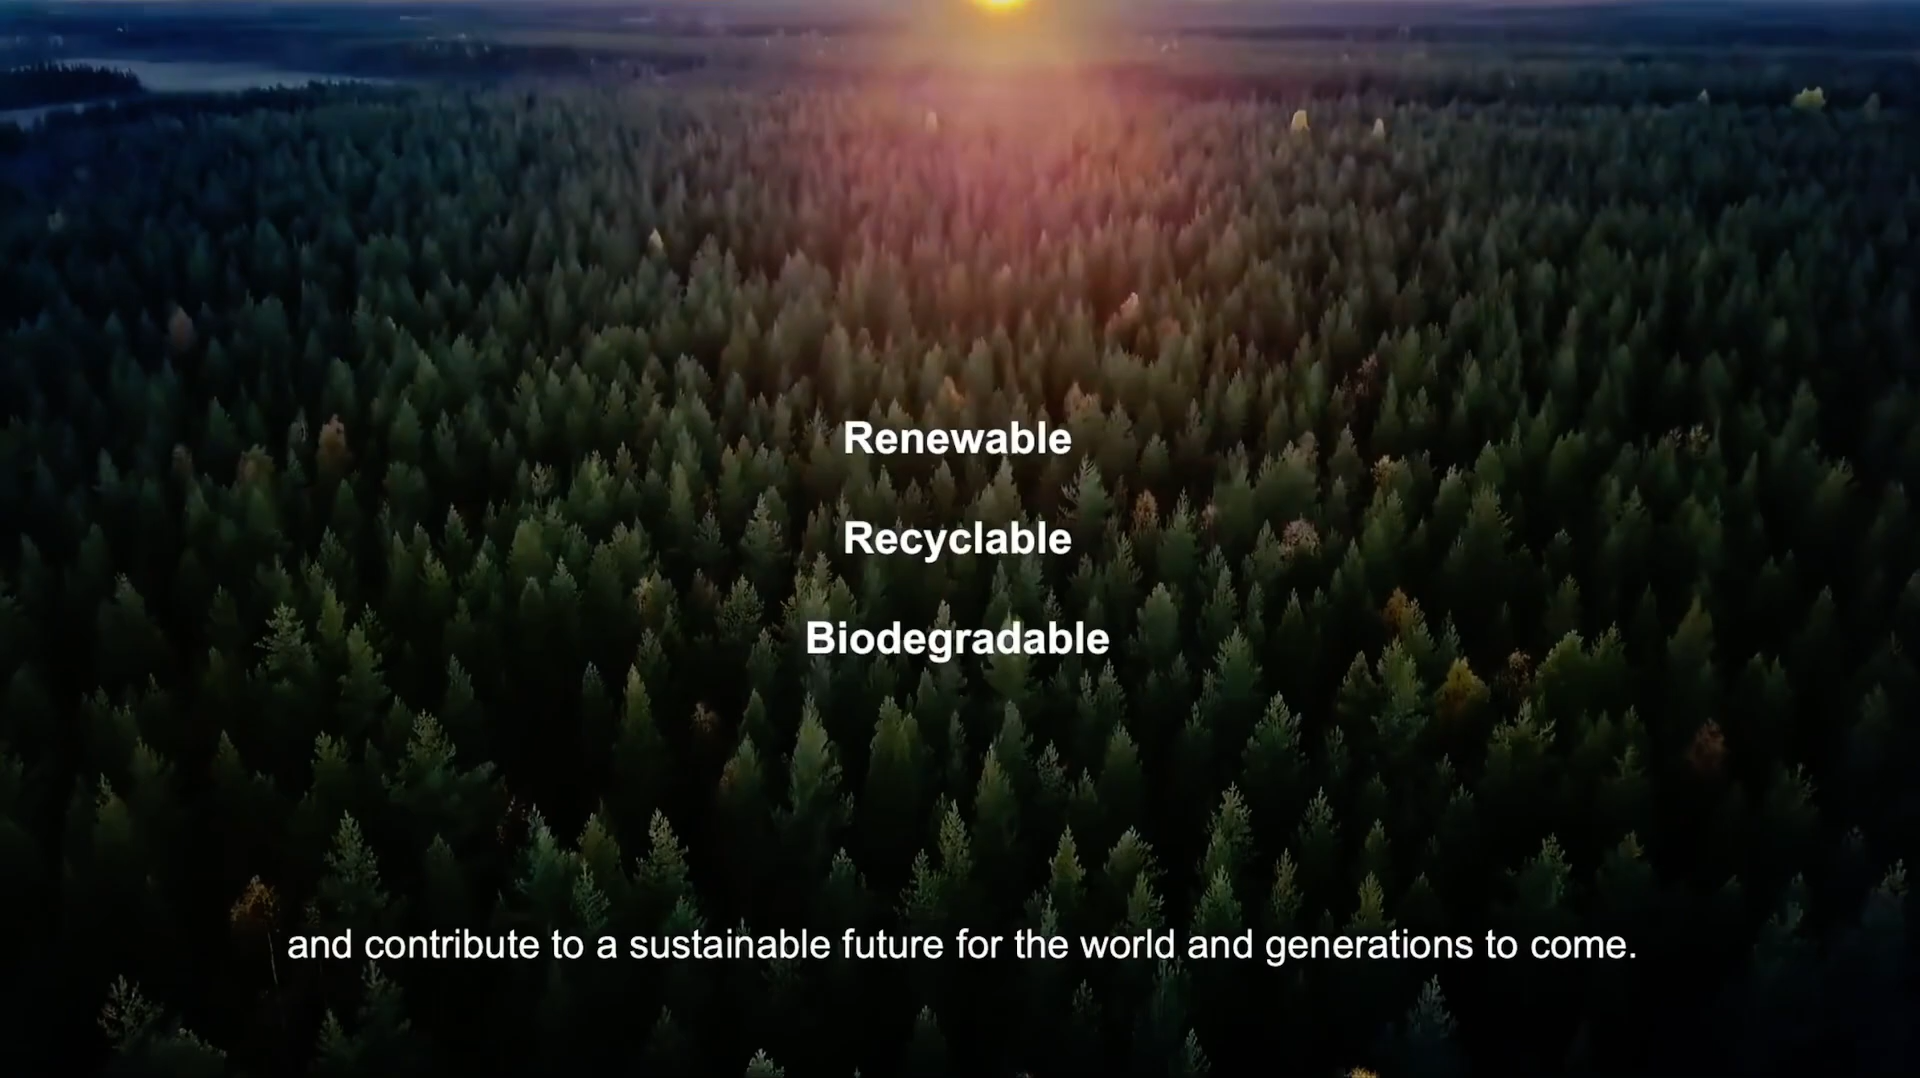 Renewable
Recyclable
Biodegradable
and contribute to a sustainable future for the world and generations to come.